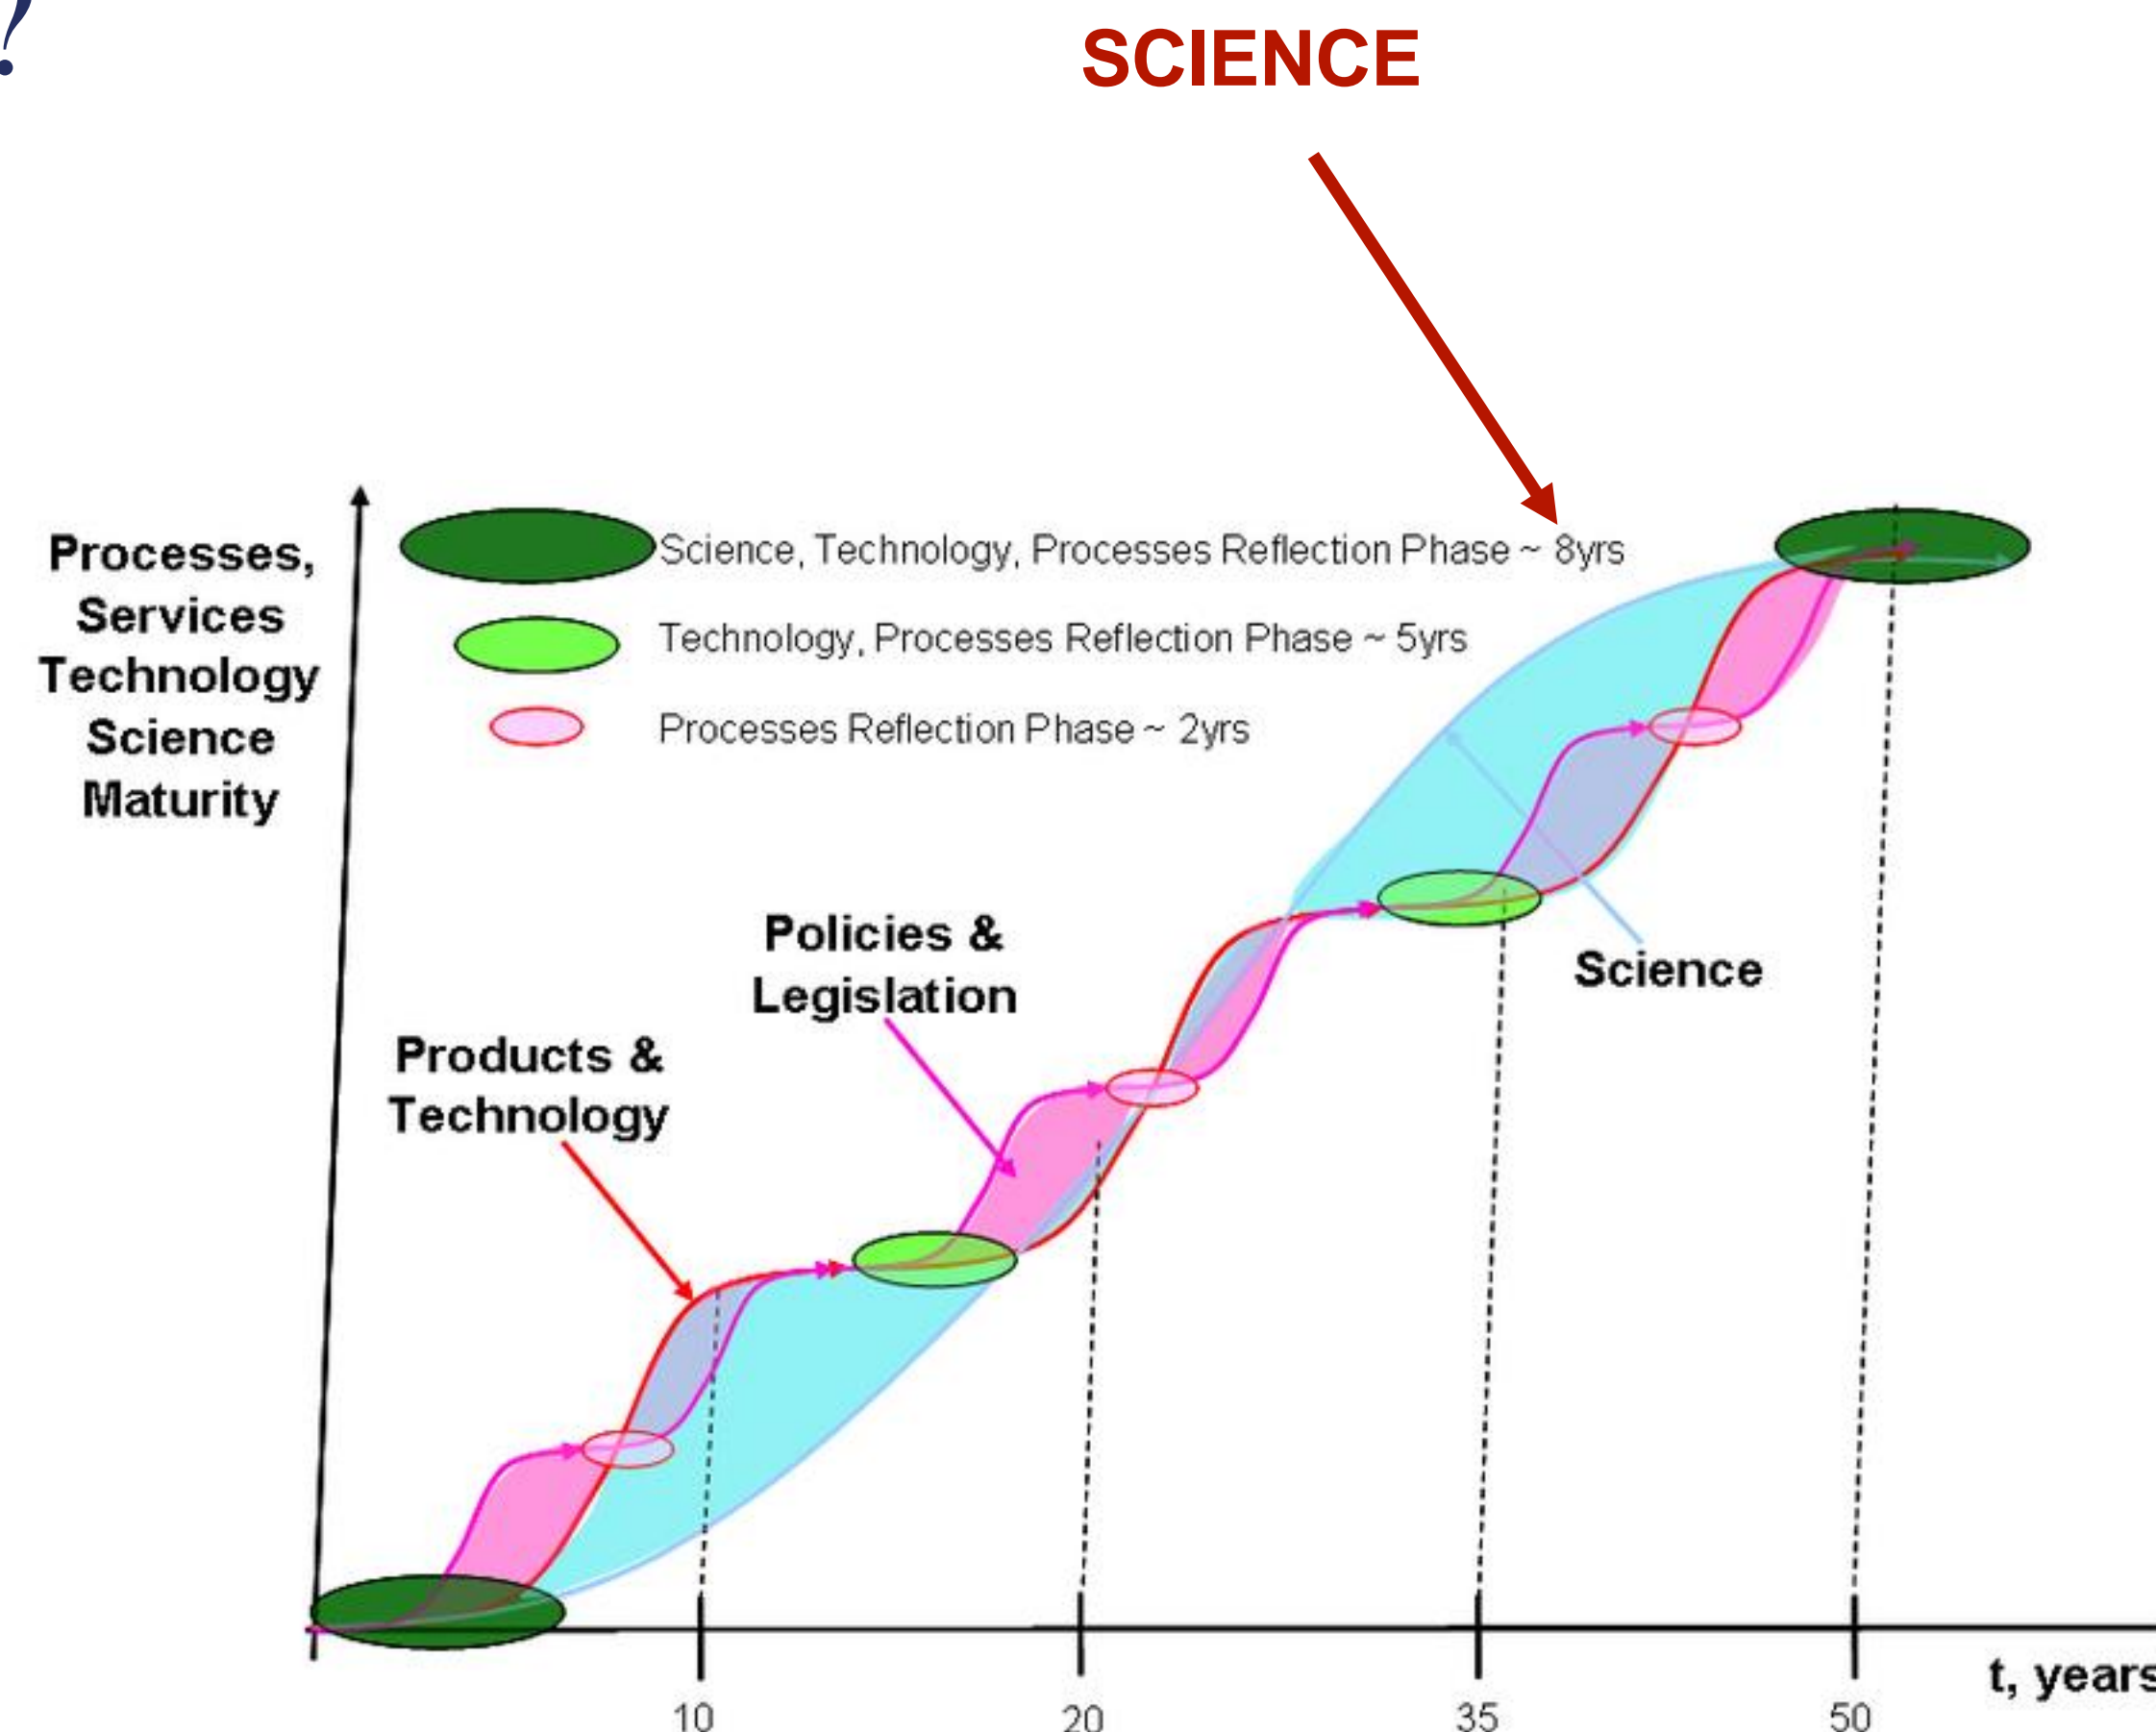 ?
SCIENCE
Processes,
Services
Technology
Science
Maturity
Science, Technology, Processes Reflection Phase ~ 8yrs
Technology, Processes Reflection Phase ~ 5yrs
Processes Reflection Phase ~ 2yrs
Policies &
Legislation
Science
Products &
Technology
t, years
10
20
35
50